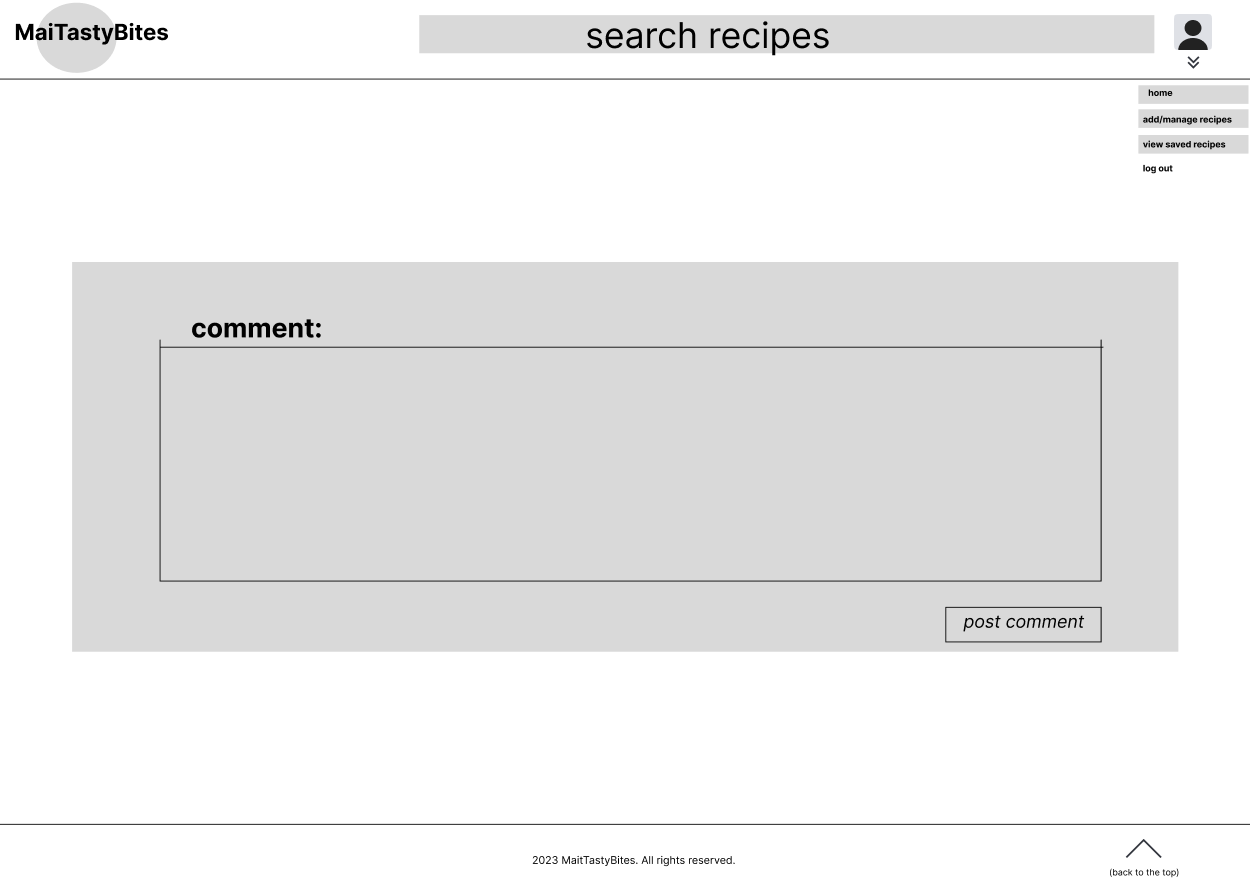 MaiTastyBites
search recipes
home
add/manage recipes
view saved recipes
log out
comment:
post comment
2023 MaitTastyBites. All rights reserved.
(back to the top)